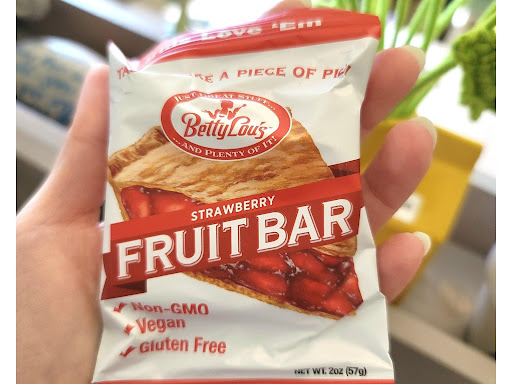 Love 'Em
E A PIECE OF PIE
JUST GREAT STUFF...
Betty Lou's
...AND PLENTY OF IT!
STRAWBERRY
FRUIT BAR
Non-GMO
Vegan
Gluten Free
NET WT. 2oz (57g)